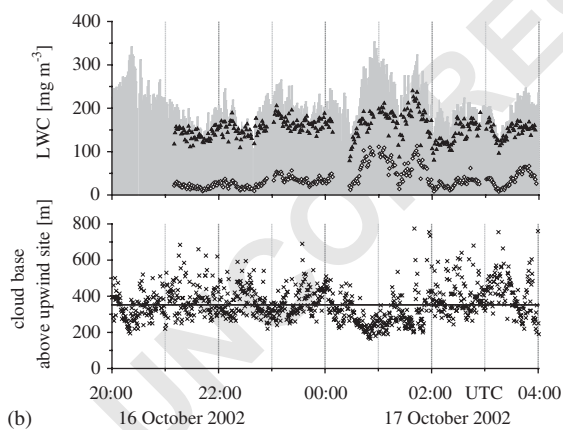 400
300
200
100
0
LWC [mg m-3]
800
600
400
200
0
cloud base
above upwind site [m]
20:00 22:00 00:00 02:00 UTC 04:00
(b) 16 October 2002 17 October 2002
UNCORRE